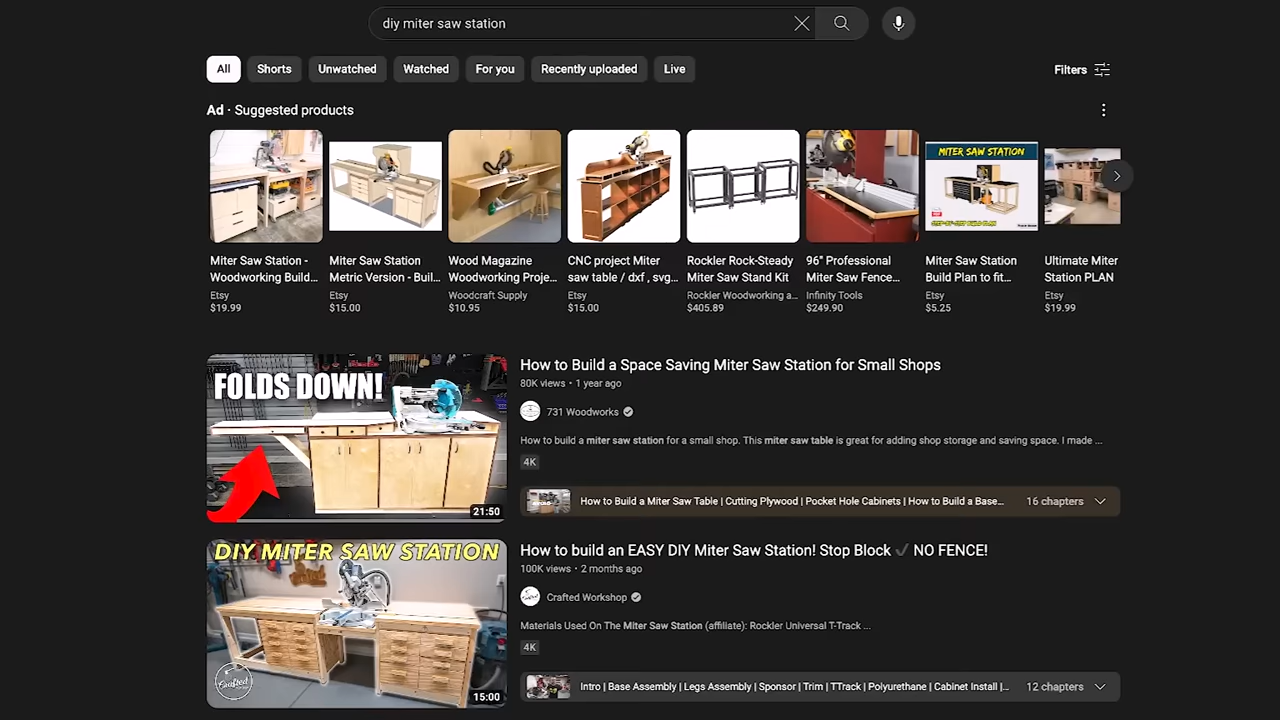 diy miter saw station
All
Shorts
Unwatched
Watched
For you
Recently uploaded
Live
Filters
Ad · Suggested products
MITER SAW STATION
Miter Saw Station -
Woodworking Build...
Etsy
$19.99
Miter Saw Station
Metric Version - Buil...
Etsy
$15.00
Wood Magazine
Woodworking Proje...
Woodcraft Supply
$10.95
CNC project Miter
saw table / dxf , svg...
Etsy
$15.00
Rockler Rock-Steady
Miter Saw Stand Kit
Rockler Woodworking a...
$405.89
96" Professional
Miter Saw Fence...
Infinity Tools
$249.90
Miter Saw Station
Build Plan to fit...
Etsy
$5.25
Ultimate Miter
Station PLAN
Etsy
$19.99
FOLDS DOWN!
21:50
How to Build a Space Saving Miter Saw Station for Small Shops
80K views · 1 year ago
731 Woodworks
How to build a miter saw station for a small shop. This miter saw table is great for adding shop storage and saving space. I made ...
4K
How to Build a Miter Saw Table | Cutting Plywood | Pocket Hole Cabinets | How to Build a Base...
16 chapters
DIY MITER SAW STATION
Crafted
15:00
How to build an EASY DIY Miter Saw Station! Stop Block ✓ NO FENCE!
100K views · 2 months ago
Crafted Workshop
Materials Used On The Miter Saw Station (affiliate): Rockler Universal T-Track ...
4K
Intro | Base Assembly | Legs Assembly | Sponsor | Trim | TTrack | Polyurethane | Cabinet Install |...
12 chapters